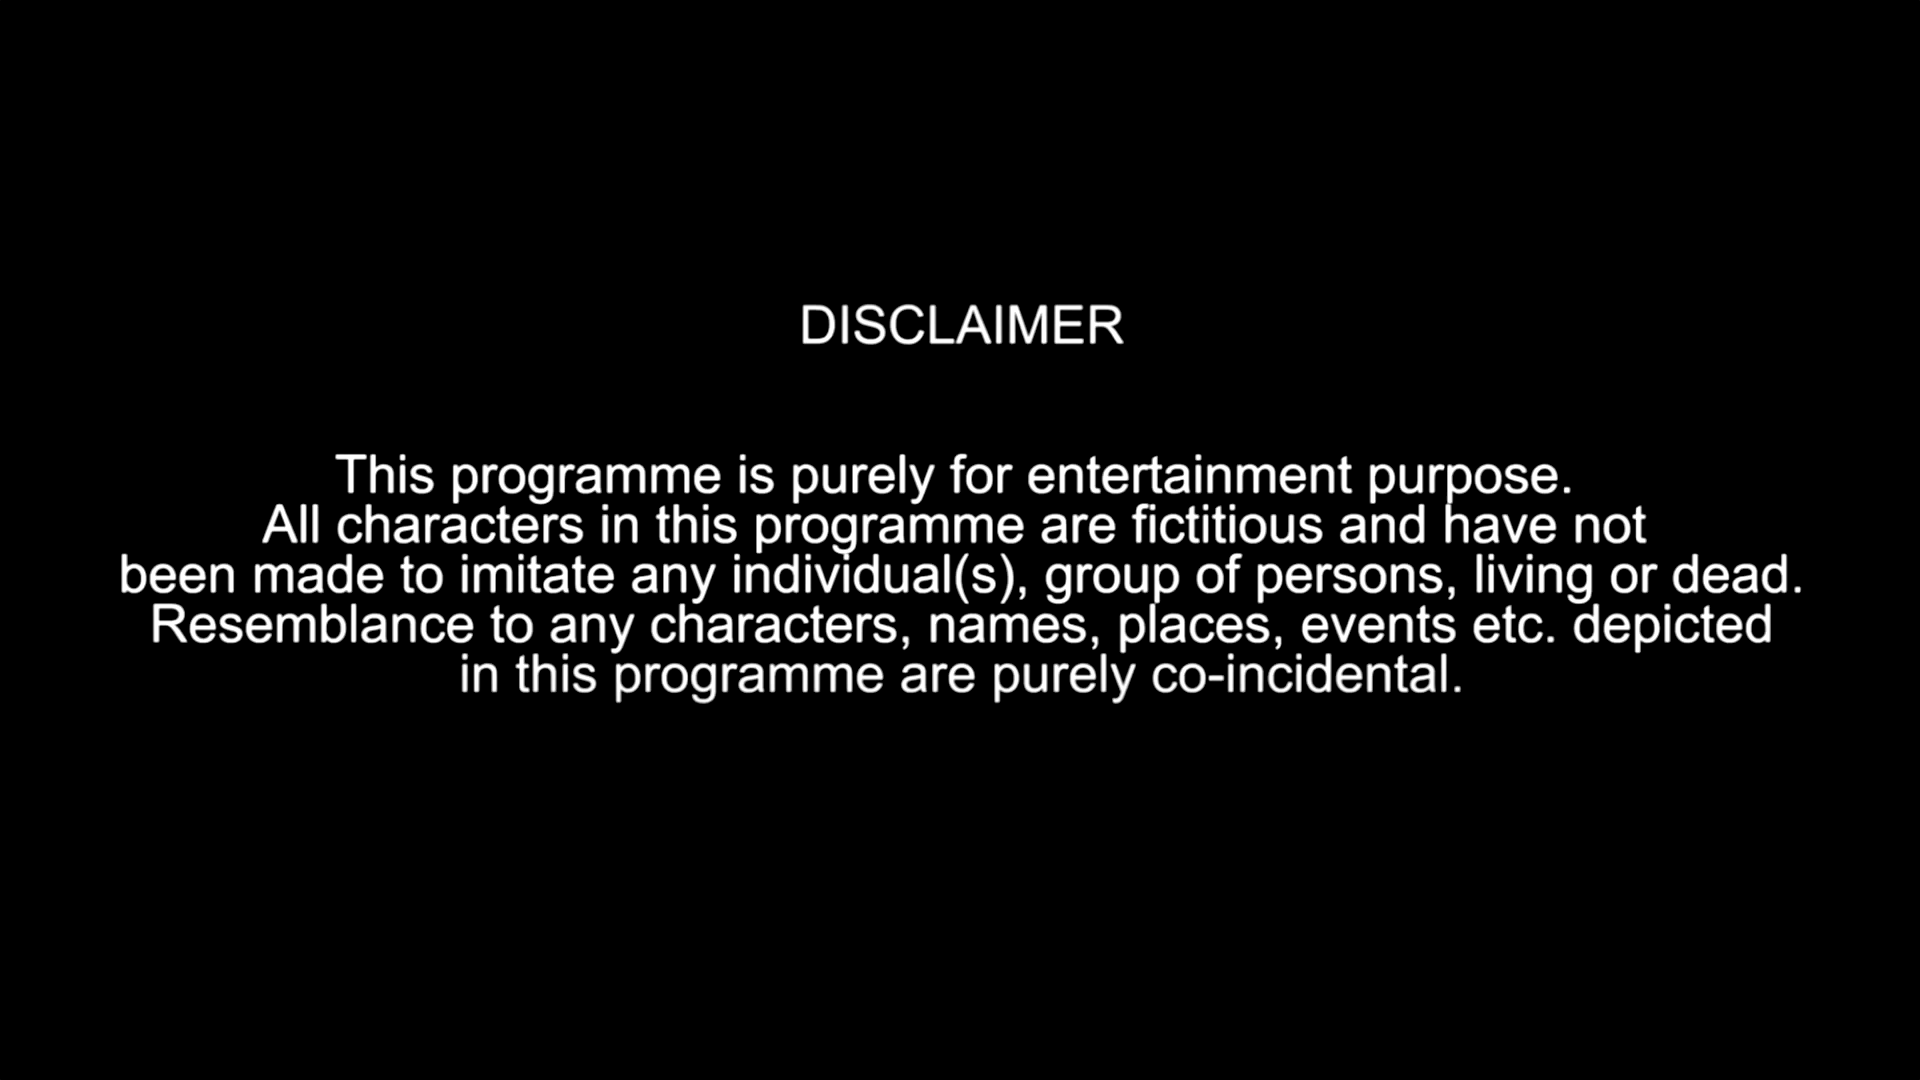 DISCLAIMER
This programme is purely for entertainment purpose.
All characters in this programme are fictitious and have not
been made to imitate any individual(s), group of persons, living or dead.
Resemblance to any characters, names, places, events etc. depicted
in this programme are purely co-incidental.